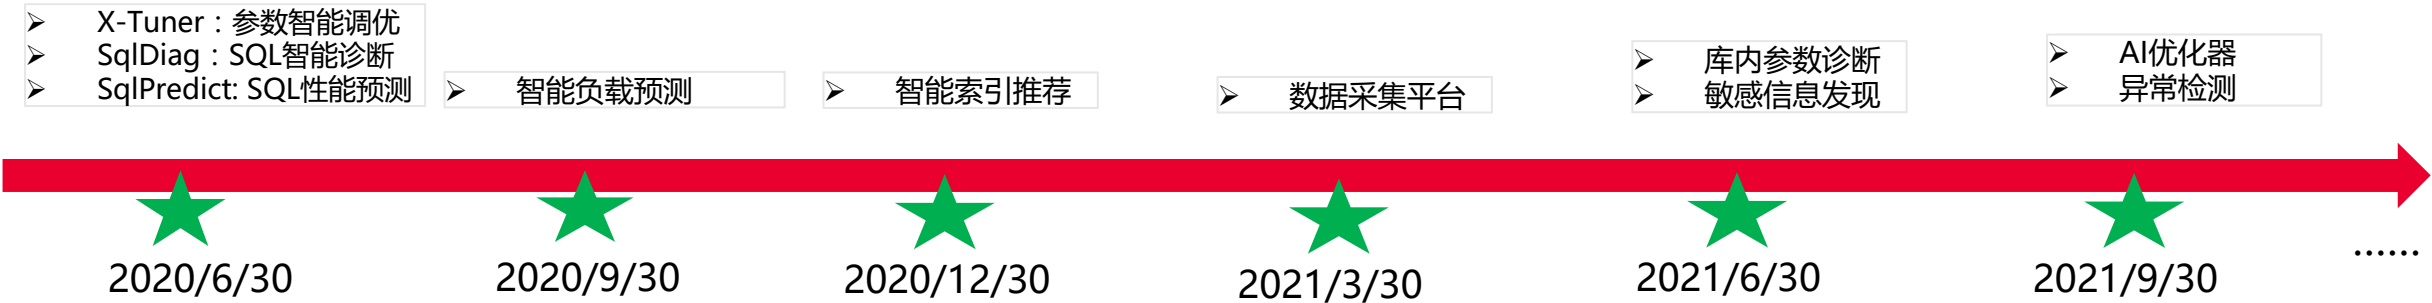 ➢ X-Tuner：参数智能调优
➢ SqlDiag：SQL智能诊断
➢ SqlPredict: SQL性能预测
➢ 智能负载预测
➢ 智能索引推荐
➢ 数据采集平台
➢ 库内参数诊断
➢ 敏感信息发现
➢ AI优化器
➢ 异常检测
2020/6/30
2020/9/30
2020/12/30
2021/3/30
2021/6/30
2021/9/30
……